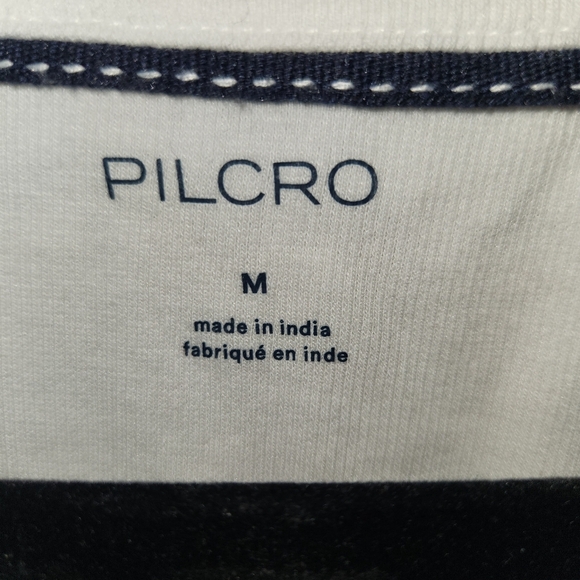 PILCRO
M
made in india
fabriqué en inde